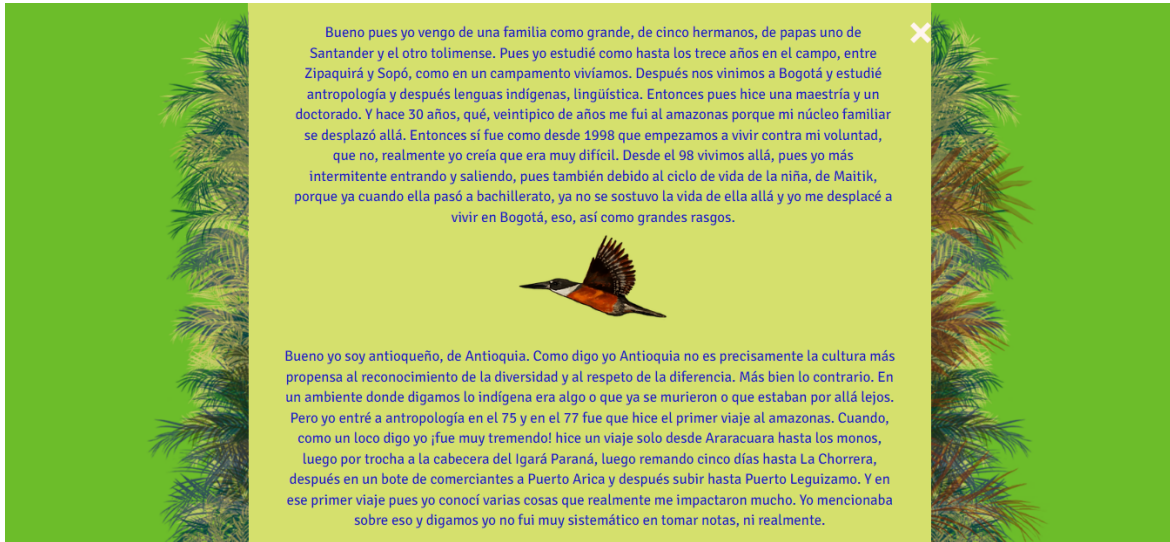 Bueno pues yo vengo de una familia como grande, de cinco hermanos, de papas uno de
Santander y el otro tolimense. Pues yo estudié como hasta los trece años en el campo, entre
Zipaquirá y Sopó, como en un campamento vivíamos. Después nos vinimos a Bogotá y estudié
antropología y después lenguas indígenas, lingüística. Entonces pues hice una maestría y un
doctorado. Y hace 30 años, qué, veintipico de años me fui al amazonas porque mi núcleo familiar
se desplazó allá. Entonces sí fue como desde 1998 que empezamos a vivir contra mi voluntad,
que no, realmente yo creía que era muy difícil. Desde el 98 vivimos allá, pues yo más
intermitente entrando y saliendo, pues también debido al ciclo de vida de la niña, de Maitik,
porque ya cuando ella pasó a bachillerato, ya no se sostuvo la vida de ella allá y yo me desplacé a
vivir en Bogotá, eso, así como grandes rasgos.
Bueno yo soy antioqueño, de Antioquia. Como digo yo Antioquia no es precisamente la cultura más
propensa al reconocimiento de la diversidad y al respeto de la diferencia. Más bien lo contrario. En
un ambiente donde digamos lo indígena era algo o que ya se murieron o que estaban por allá lejos.
Pero yo entré a antropología en el 75 y en el 77 fue que hice el primer viaje al amazonas. Cuando,
como un loco digo yo ¡fue muy tremendo! hice un viaje solo desde Araracuara hasta los monos,
luego por trocha a la cabecera del Igará Paraná, luego remando cinco días hasta La Chorrera,
después en un bote de comerciantes a Puerto Arica y después subir hasta Puerto Leguizamo. Y en
ese primer viaje pues yo conocí varias cosas que realmente me impactaron mucho. Yo mencionaba
sobre eso y digamos yo no fui muy sistemático en tomar notas, ni realmente.